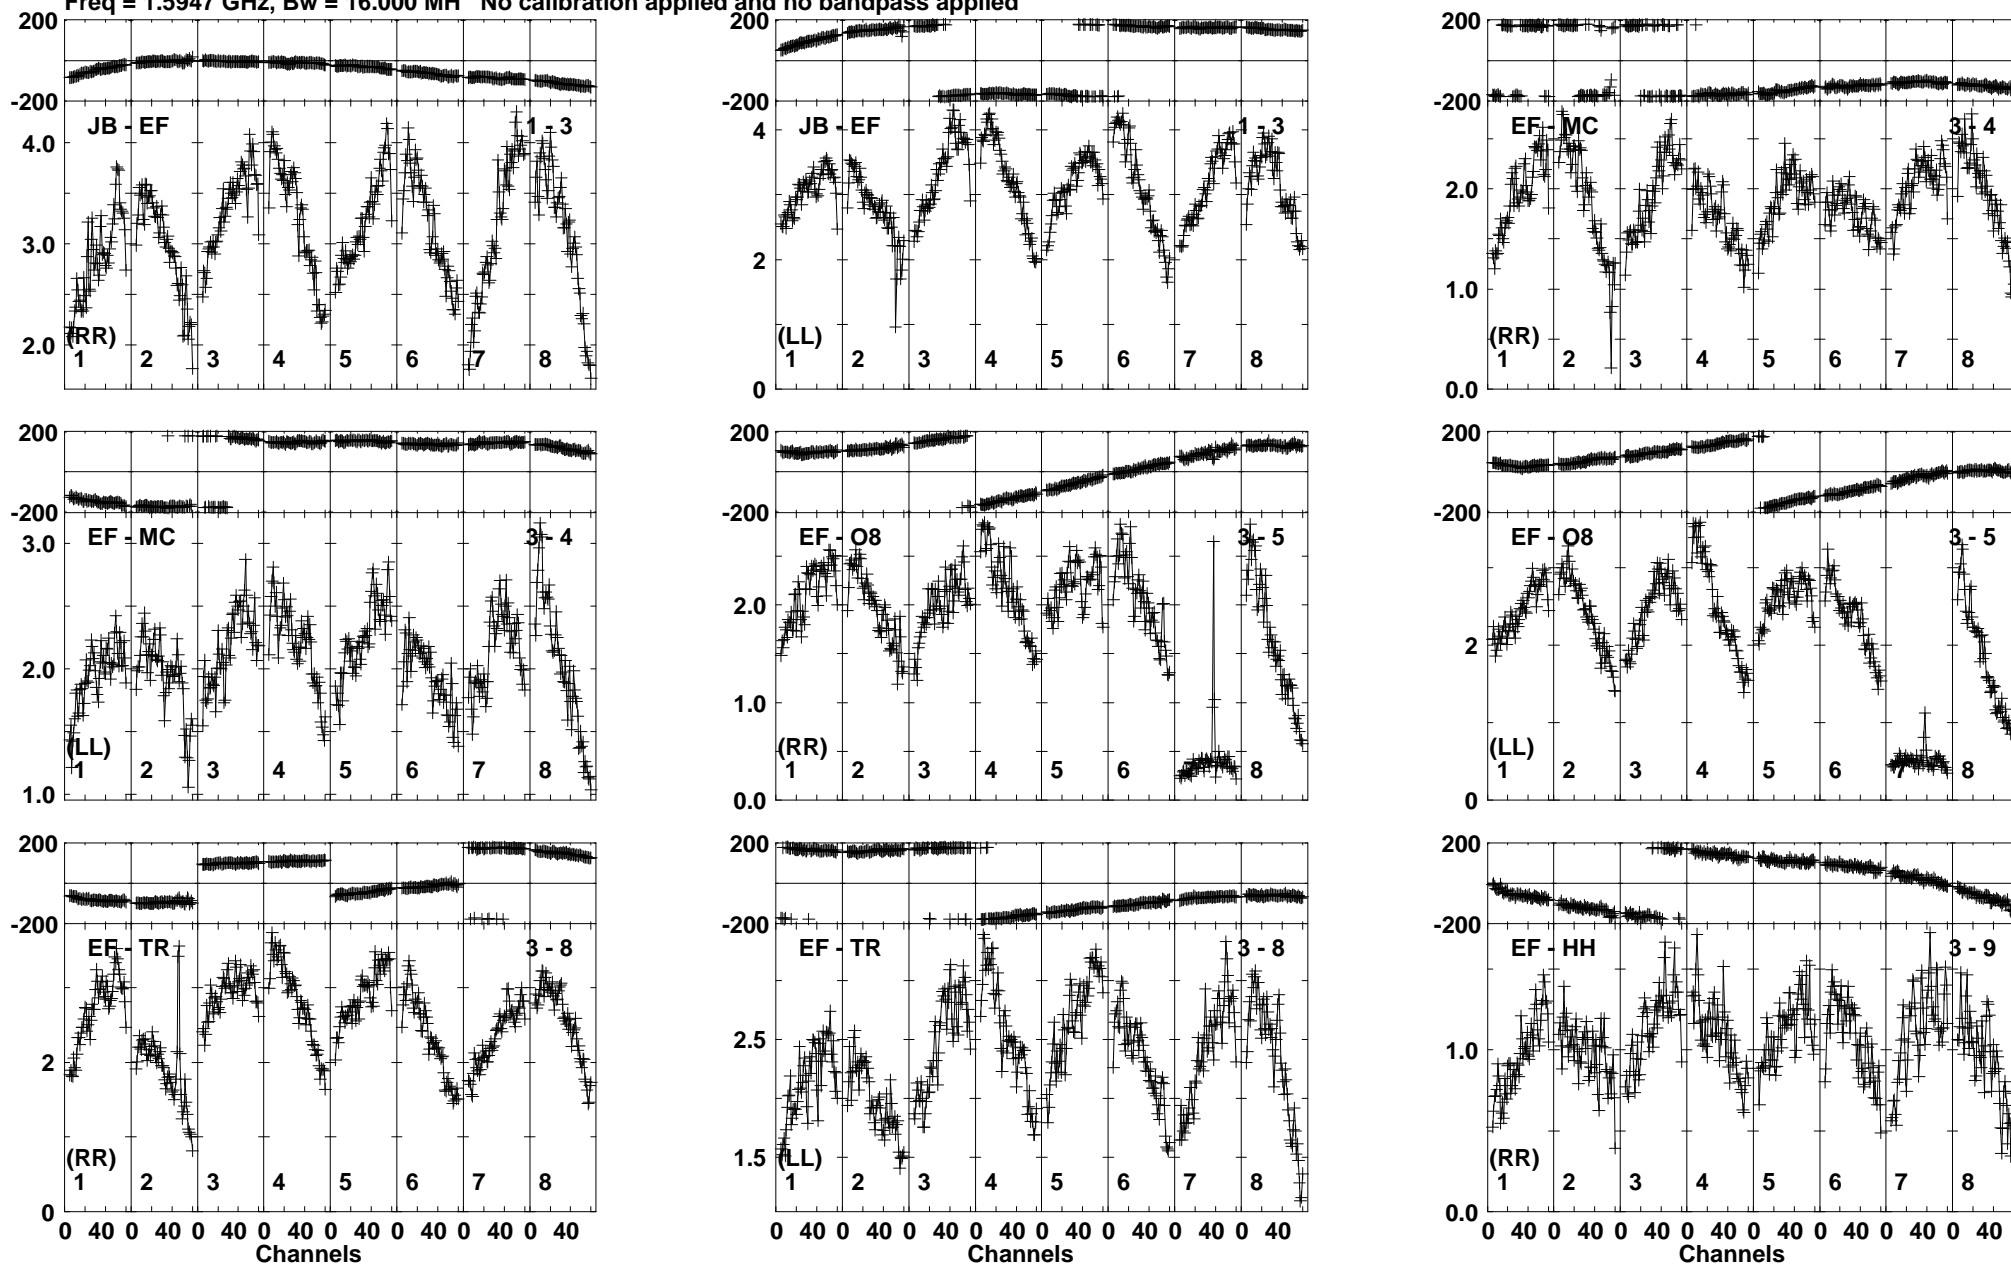 Freq = 1.5947 GHz, Bw = 16.000 MH No calibration applied and no bandpass applied
200 200 200
-200 -200 -200
JB - EF 1 - 3 JB - EF 1 - 3 EF - MC 3 - 4
4.0 4 2.0
3.0 2 1.0
2.0 0 0.0
(RR) (LL) (RR)
1 2 3 4 5 6 7 8 1 2 3 4 5 6 7 8 1 2 3 4 5 6 7 8
200 200 200
-200 -200 -200
EF - MC 3 - 4 EF - O8 3 - 5 EF - O8 3 - 5
3.0 2.0 2
2.0 1.0 0
1.0 0.0
(LL) (RR) (LL)
1 2 3 4 5 6 7 8 1 2 3 4 5 6 8 1 2 3 4 5 6 7 8
200 200 200
-200 -200 -200
EF - TR 3 - 8 EF - TR 3 - 8 EF - HH 3 - 9
2 2.5 1.0
0 1.5 0.0
(RR) (LL) (RR)
1 2 3 4 5 6 7 8 1 2 3 4 5 6 7 8 1 2 3 4 5 6 7 8
0 40 0 40 0 40 0 40 0 40 0 40 0 40 0 40 0 40 0 40 0 40 0 40 0 40 0 40 0 40 0 40 0 40 0 40 0 40 0 40 0 40 0 40 0 40 0 40
Channels Channels Channels